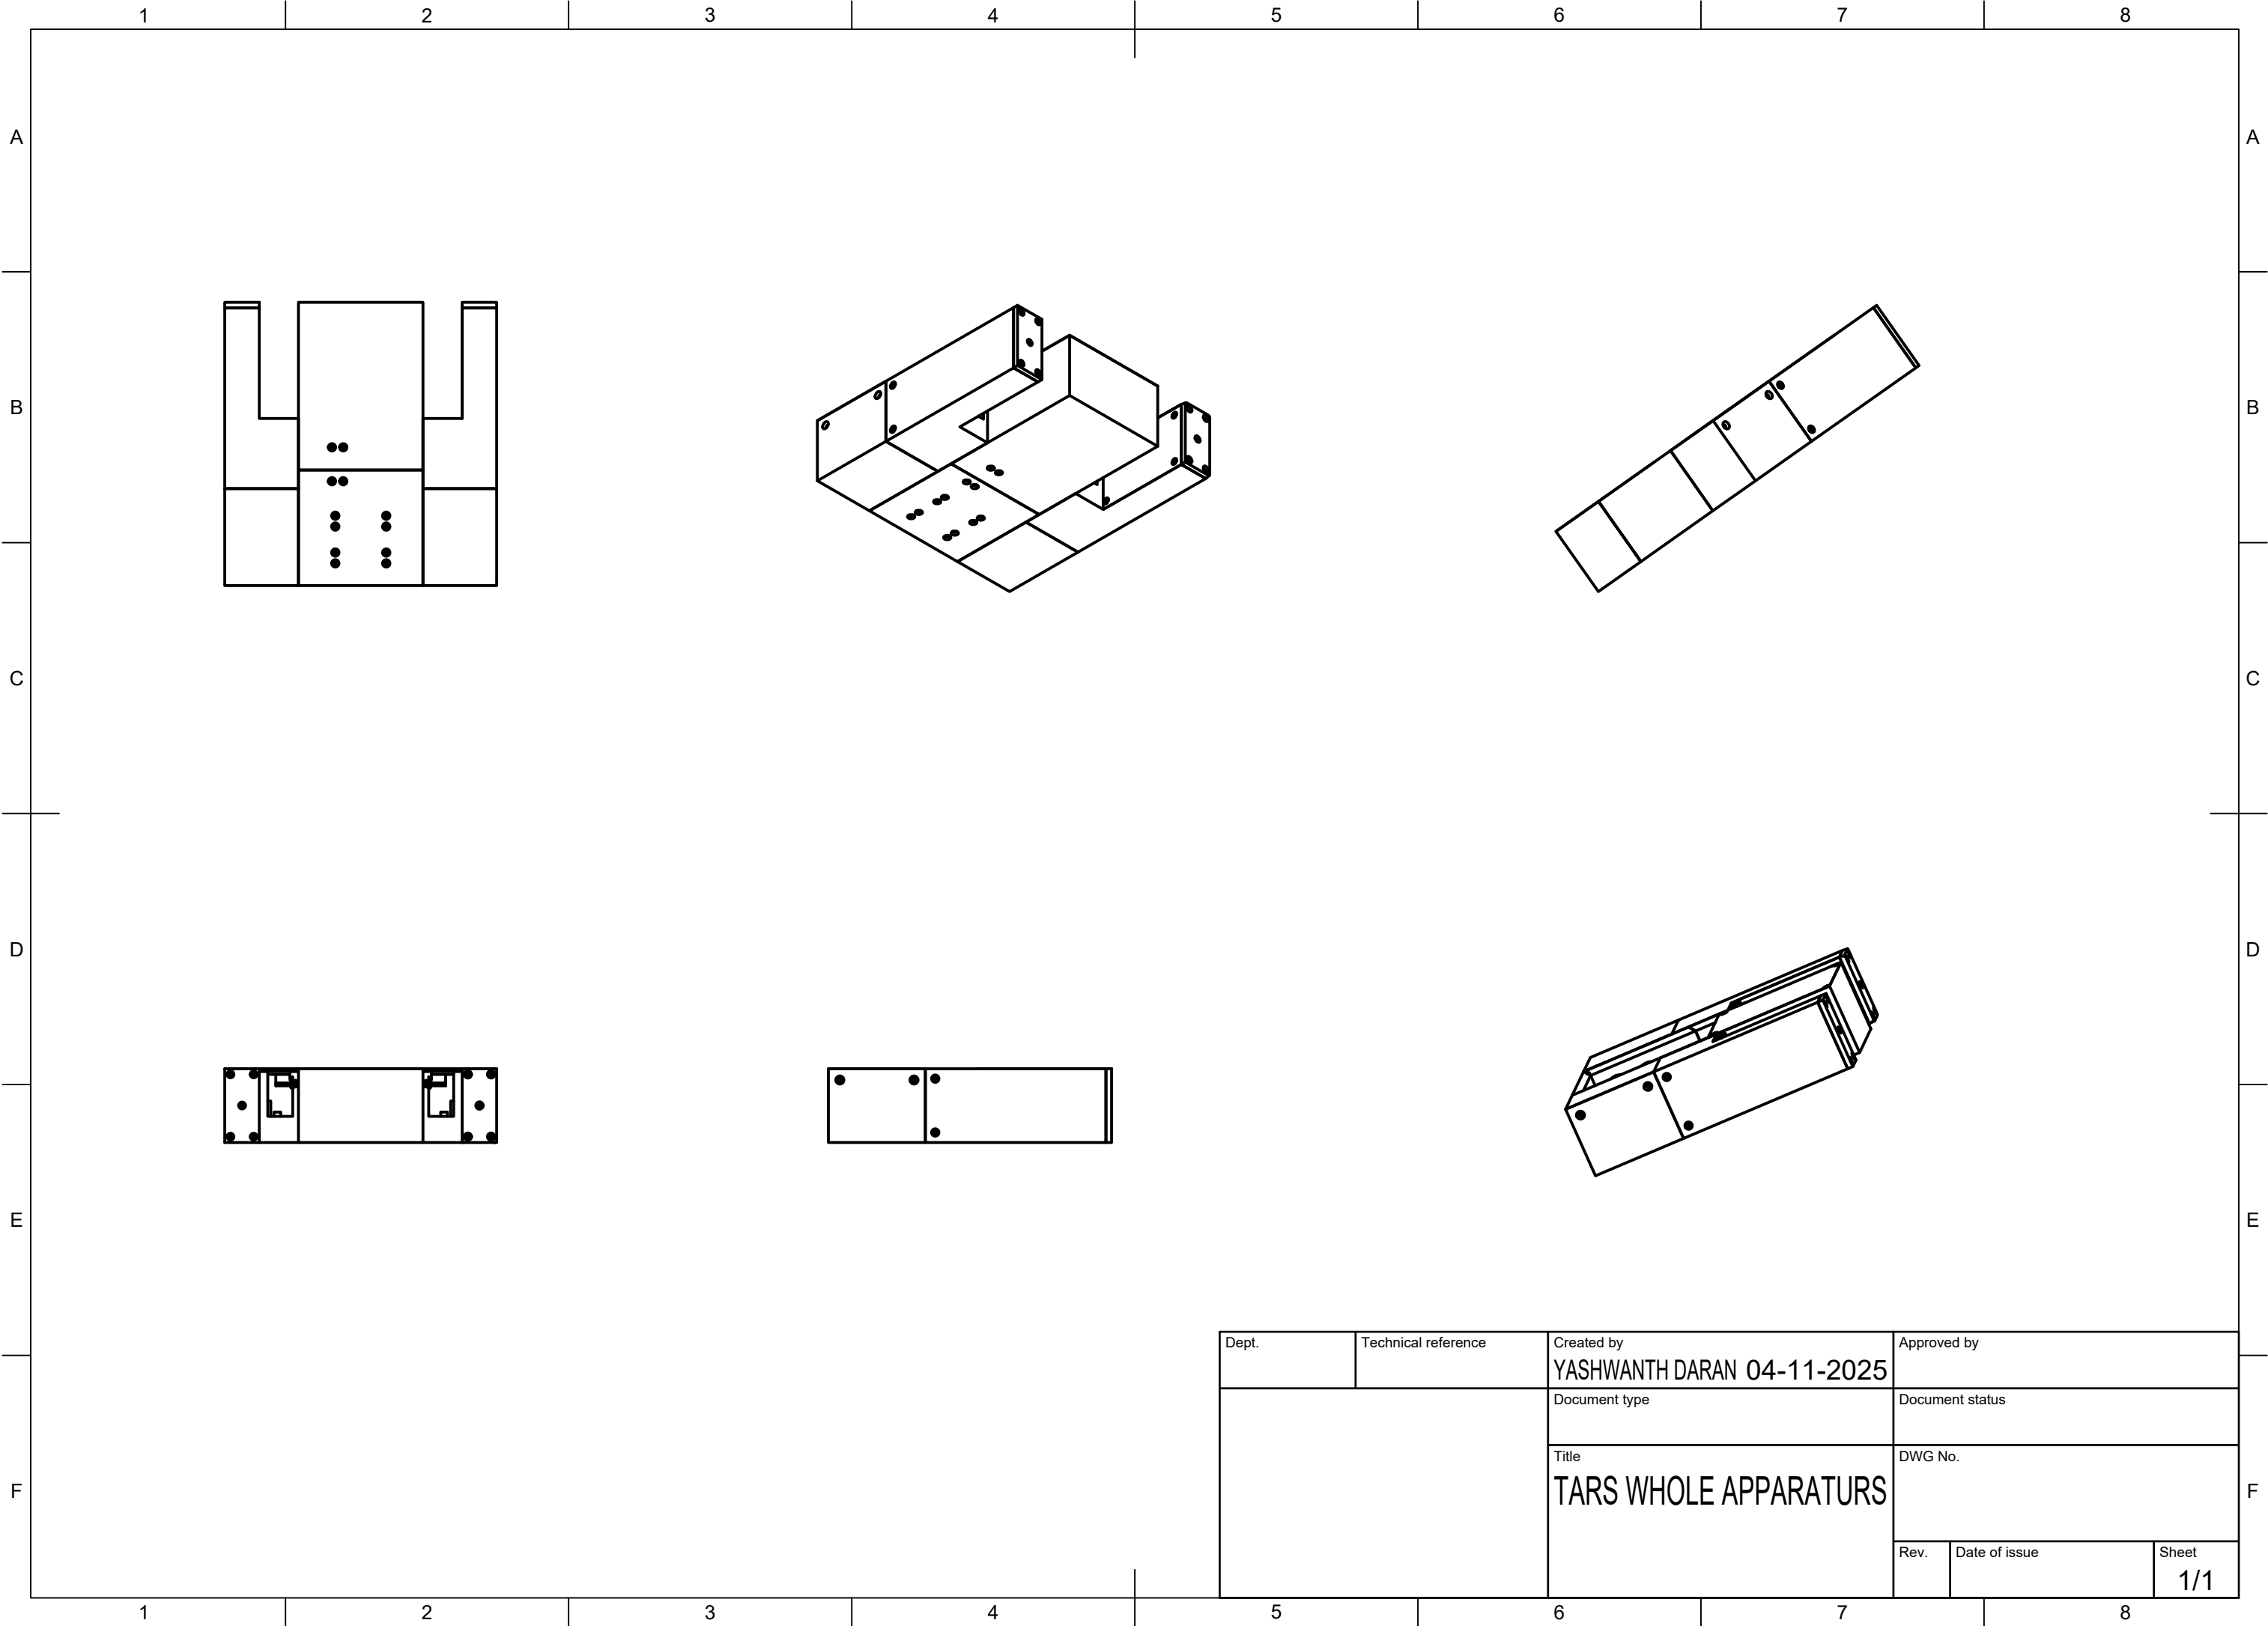 1 2 3 4 5 6 7 8
A A
B B
C C
D D
E E
F F
Dept.
Technical reference
Created by
YASHWANTH DARAN 04-11-2025
Approved by
Document type
Document status
Title
TARS WHOLE APPARATURS
DWG No.
Rev.
Date of issue
Sheet
1/1
1 2 3 4 5 6 7 8